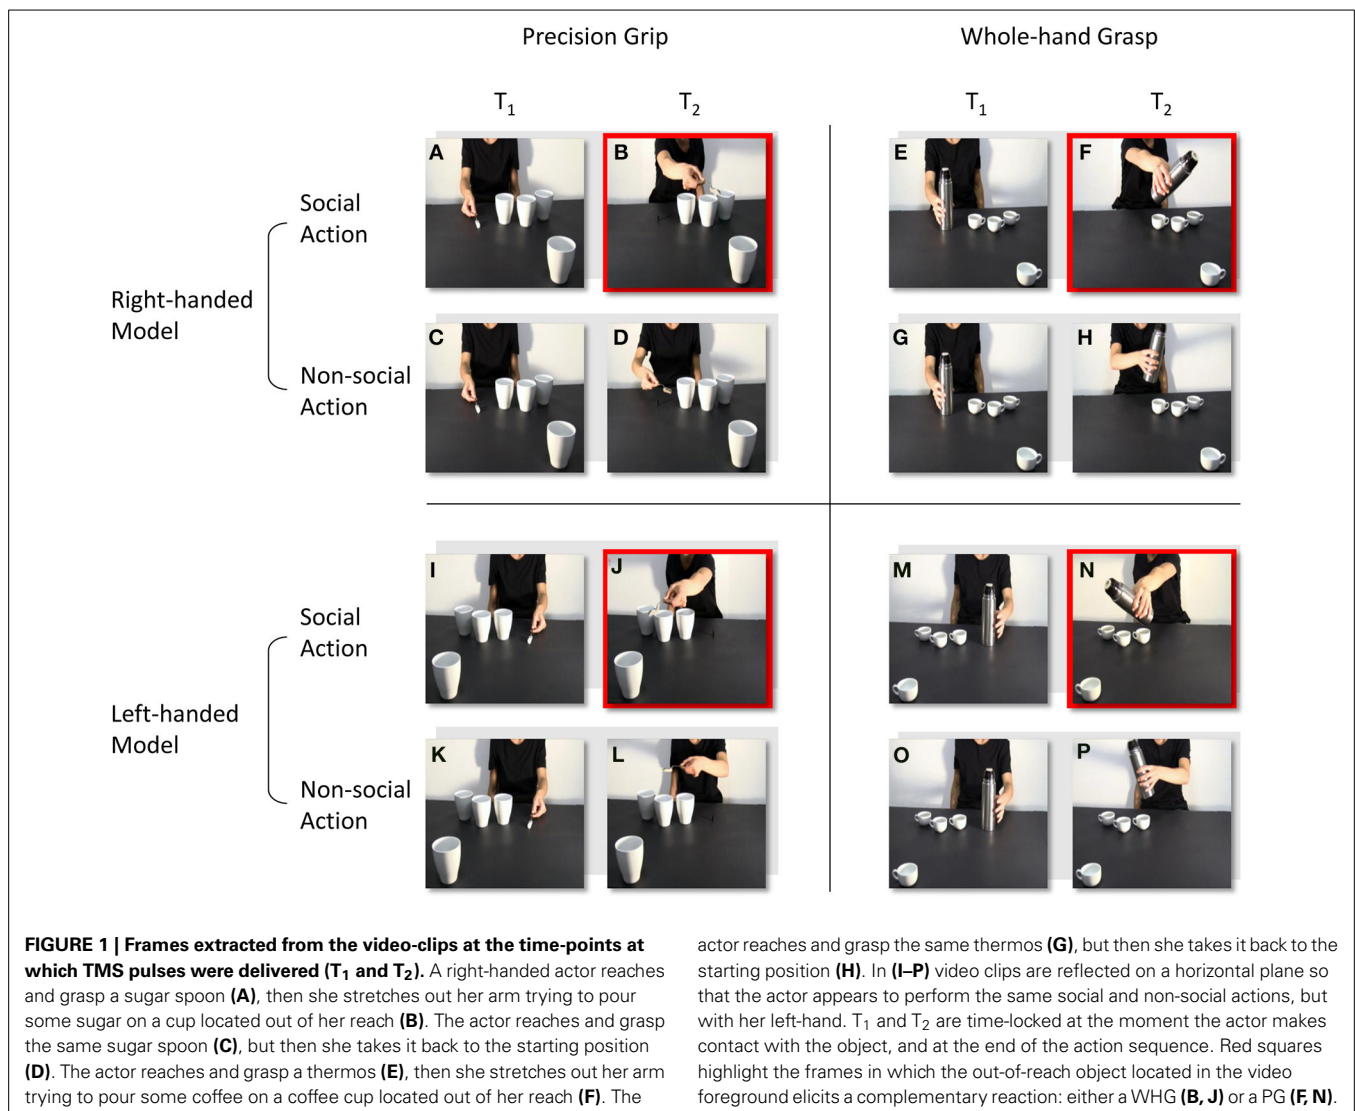 Precision Grip
Whole-hand Grasp
T1
T2
T1
T2
A
B
E
F
Social
Action
Right-handed
Model
C
D
G
H
Non-social
Action
I
J
M
N
Social
Action
Left-handed
Model
K
L
O
P
Non-social
Action
FIGURE 1 | Frames extracted from the video-clips at the time-points at
which TMS pulses were delivered (T1 and T2). A right-handed actor reaches
and grasp a sugar spoon (A), then she stretches out her arm trying to pour
some sugar on a cup located out of her reach (B). The actor reaches and grasp
the same sugar spoon (C), but then she takes it back to the starting position
(D). The actor reaches and grasp a thermos (E), then she stretches out her arm
trying to pour some coffee on a coffee cup located out of her reach (F). The
actor reaches and grasp the same thermos (G), but then she takes it back to the
starting position (H). In (I–P) video clips are reflected on a horizontal plane so
that the actor appears to perform the same social and non-social actions, but
with her left-hand. T1 and T2 are time-locked at the moment the actor makes
contact with the object, and at the end of the action sequence. Red squares
highlight the frames in which the out-of-reach object located in the video
foreground elicits a complementary reaction: either a WHG (B, J) or a PG (F, N).